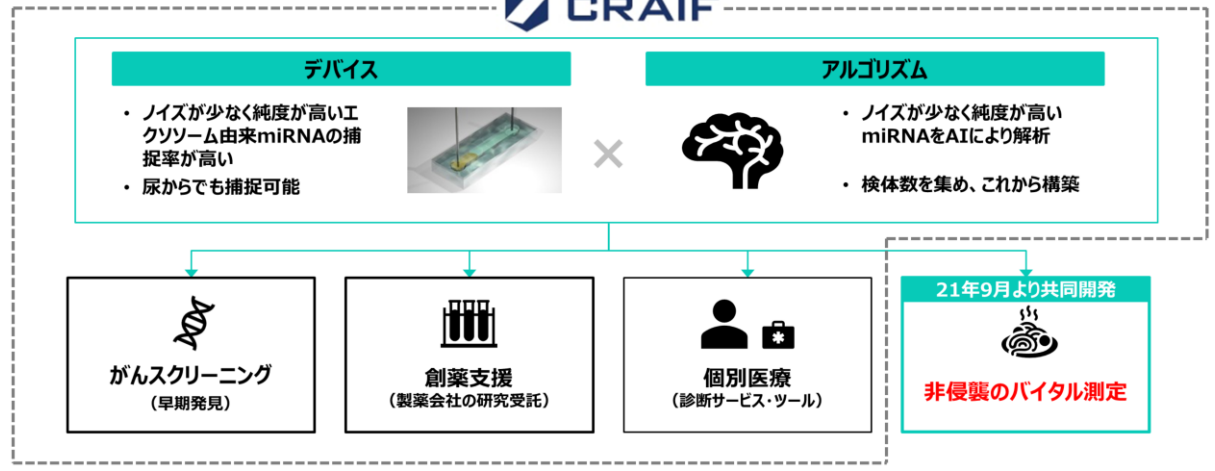 CRAIF
デバイス
・ ノイズが少なく純度が高いエ
クソソーム由来miRNAの捕
捉率が高い
・ 尿からでも捕捉可能
×
アルゴリズム
・ ノイズが少なく純度が高い
miRNAをAIにより解析
・ 検体数を集め、これから構築
がんスクリーニング
(早期発見)
創薬支援
(製薬会社の研究受託)
個別医療
(診断サービス・ツール)
21年9月より共同開発
非侵襲のバイタル測定